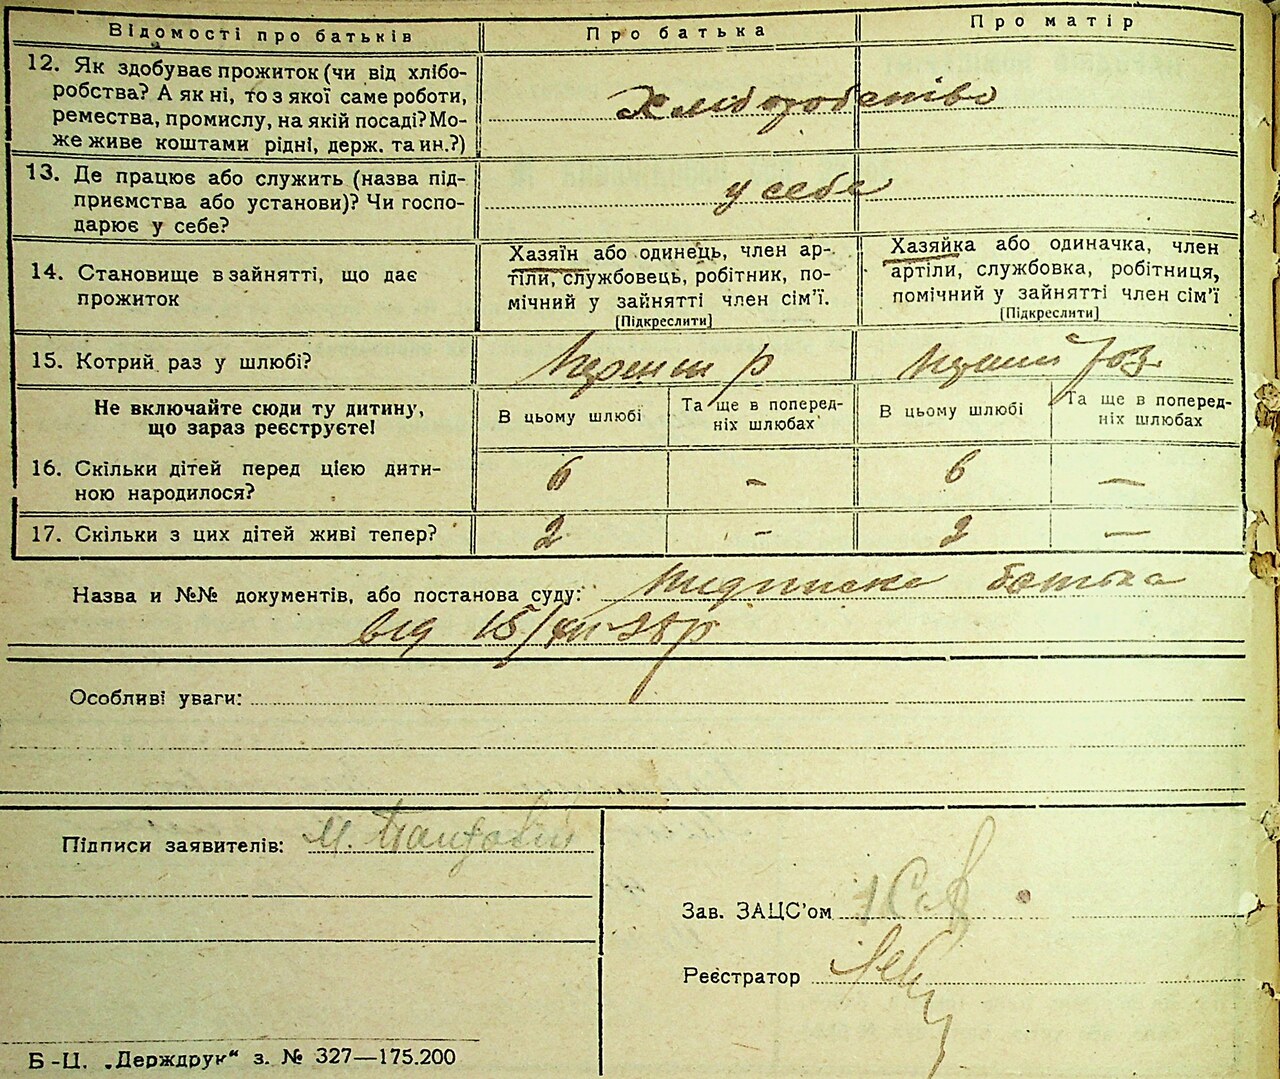 Відомості про батьків
Про батька
Про матір
12. Як здобуває прожиток (чи від хлібо-
робства? А як ні, то з якої саме роботи,
ремества, промислу, на якій посаді? Мо-
же живе коштами рідні, держ. та ин.?)
Хліборобство
13. Де працює або служить (назва під-
приємства або установи)? Чи госпо-
дарює у себе?
у себе
14. Становище в зайнятті, що дає
прожиток
Хазяїн або одинець, член ар-
тіли, службовець, робітник, по-
мічний у зайнятті член сім'ї.
[Підкреслити]
Хазяйка або одиначка, член
артіли, службовка, робітниця,
помічний у зайнятті член сім'ї
[Підкреслити]
15. Котрий раз у шлюбі?
Перший р
Перший
Не включайте сюди ту дитину,
що зараз реєструєте!
В цьому шлюбі
Та ще в поперед-
ніх шлюбах
В цьому шлюбі
Та ще в поперед-
ніх шлюбах
16. Скільки дітей перед цією дити-
ною народилося?
6
–
6
–
17. Скільки з цих дітей живі тепер?
2
–
2
–
Назва и №№ документів, або постанова суду: батька
від 15/
Особливі уваги:
Підписи заявителів: М.
Зав. ЗАЦС'ом
Реєстратор
Б-Ц. „Держдрук“ з. № 327—175.200